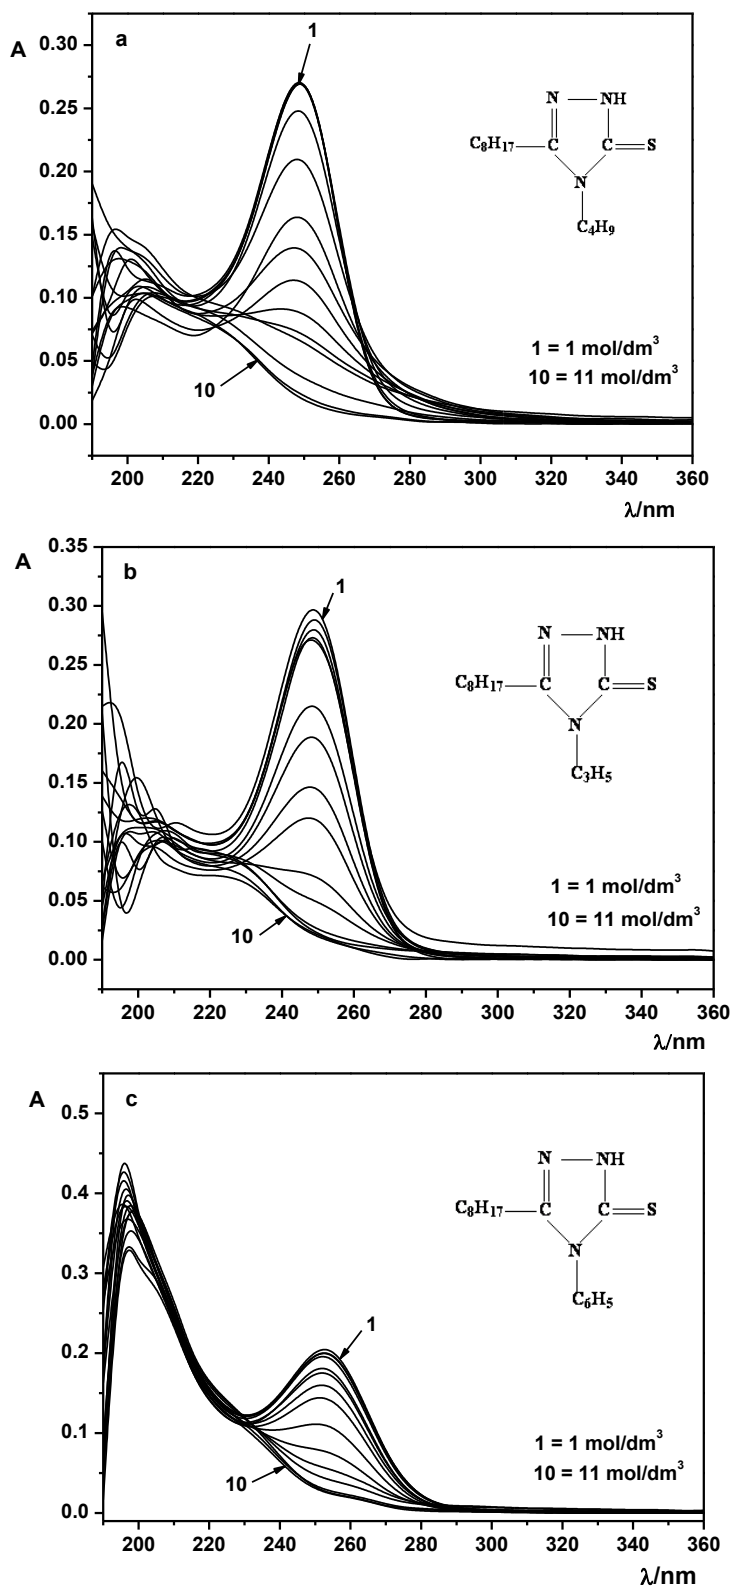 a
A
0.30
0.25
0.20
0.15
0.10
0.05
0.00
1
10
N NH
C₈H₁₇ C C S
N
C₄H₉
1 = 1 mol/dm³
10 = 11 mol/dm³
200 220 240 260 280 300 320 340 360
λ/nm
b
A
0.35
0.30
0.25
0.20
0.15
0.10
0.05
0.00
1
10
N NH
C₈H₁₇ C C S
N
C₃H₅
1 = 1 mol/dm³
10 = 11 mol/dm³
200 220 240 260 280 300 320 340 360
λ/nm
c
A
0.5
0.4
0.3
0.2
0.1
0.0
1
10
N NH
C₈H₁₇ C C S
N
C₆H₅
1 = 1 mol/dm³
10 = 11 mol/dm³
200 220 240 260 280 300 320 340 360
λ/nm